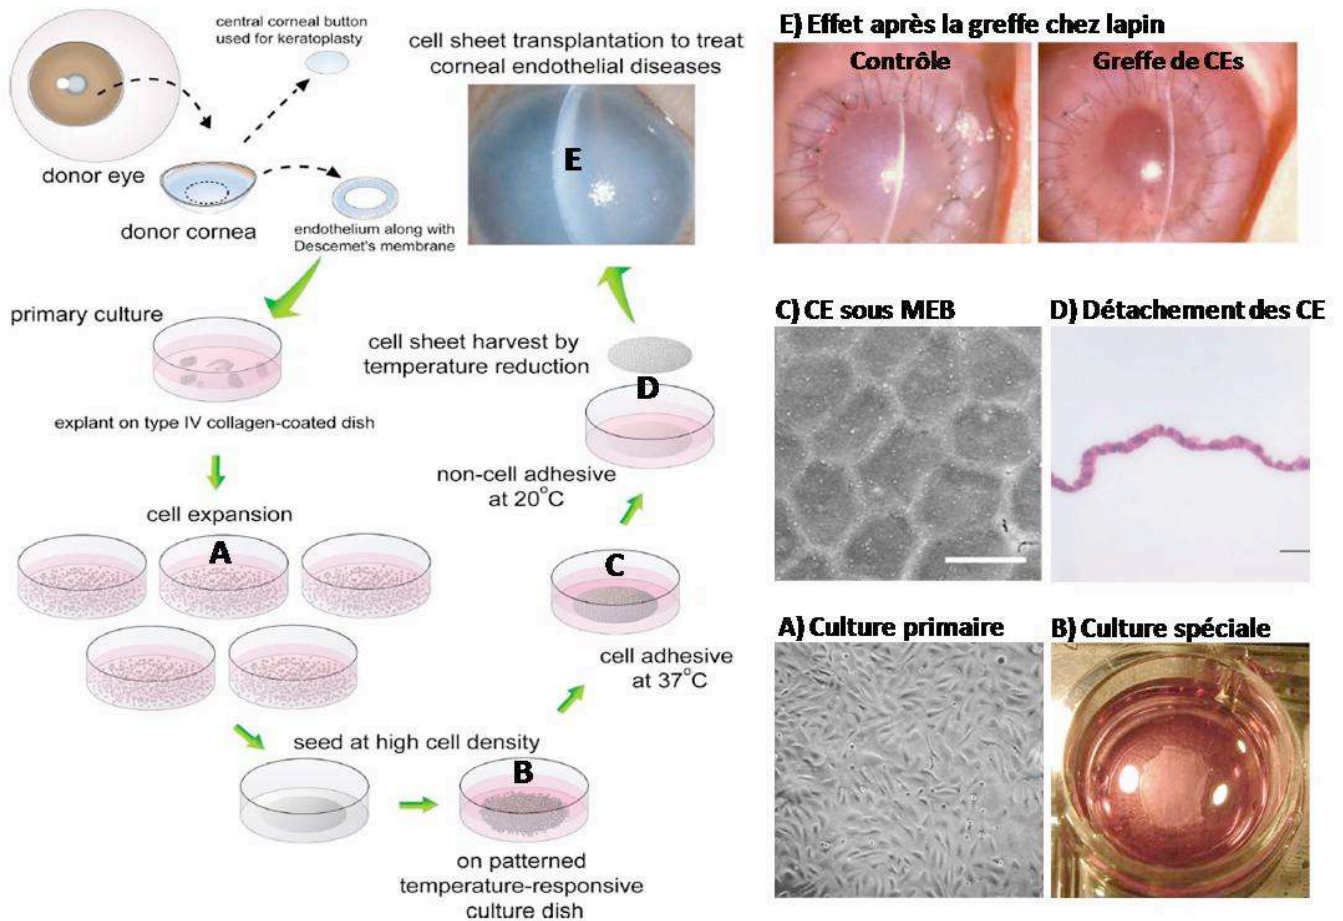 central corneal button
used for keratoplasty
cell sheet transplantation to treat
corneal endothelial diseases
E
donor eye
donor cornea
endothelium along with
Descemet's membrane
primary culture
explant on type IV collagen-coated dish
cell expansion
A
seed at high cell density
B
on patterned
temperature-responsive
culture dish
C
cell adhesive
at 37°C
cell sheet harvest by
temperature reduction
D
non-cell adhesive
at 20°C
E) Effet après la greffe chez lapin
Contrôle
Greffe de CEs
C) CE sous MEB
D) Détachement des CE
A) Culture primaire
B) Culture spéciale